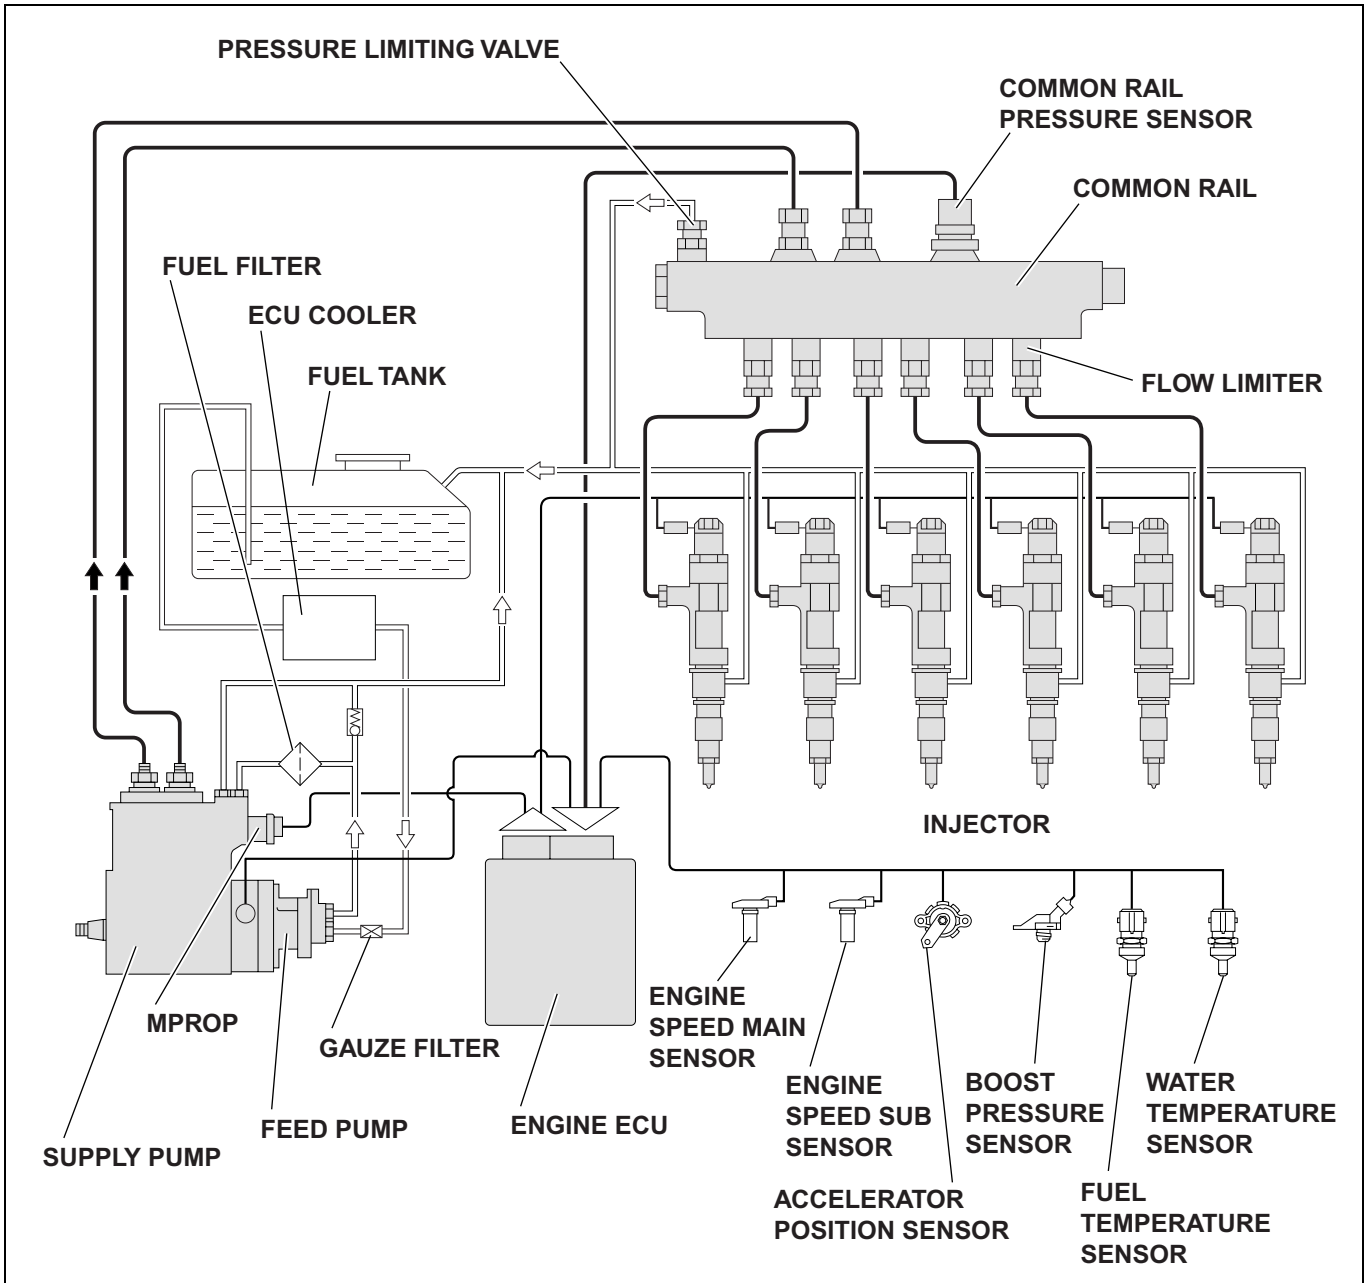 PRESSURE LIMITING VALVE
COMMON RAIL
PRESSURE SENSOR
COMMON RAIL
FUEL FILTER
ECU COOLER
FUEL TANK
FLOW LIMITER
INJECTOR
MPROP
GAUZE FILTER
FEED PUMP
SUPPLY PUMP
ENGINE ECU
ENGINE
SPEED MAIN
SENSOR
ENGINE
SPEED SUB
SENSOR
ACCELERATOR
POSITION SENSOR
BOOST
PRESSURE
SENSOR
FUEL
TEMPERATURE
SENSOR
WATER
TEMPERATURE
SENSOR